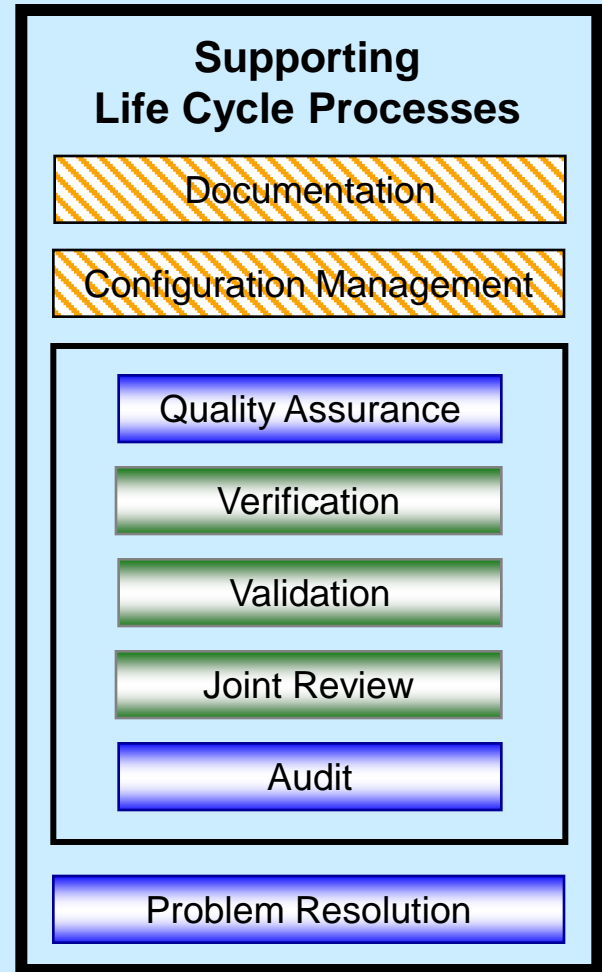 Supporting
Life Cycle Processes
Documentation
Configuration Management
Quality Assurance
Verification
Validation
Joint Review
Audit
Problem Resolution